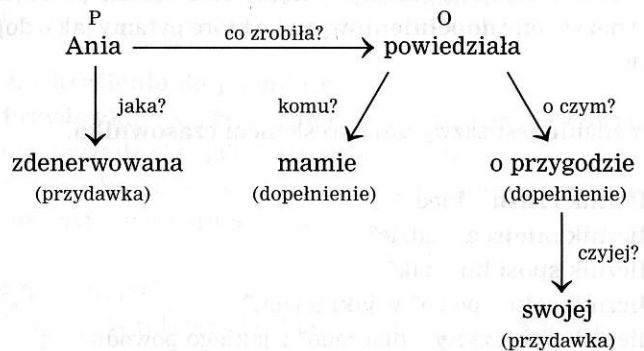 P O
Ania co zrobiła? powiedziała
jaka? komu? o czym?
zdenerwowana mamie o przygodzie
(przydawka) (dopełnienie) (dopełnienie)
czyjej?
swojej
(przydawka)